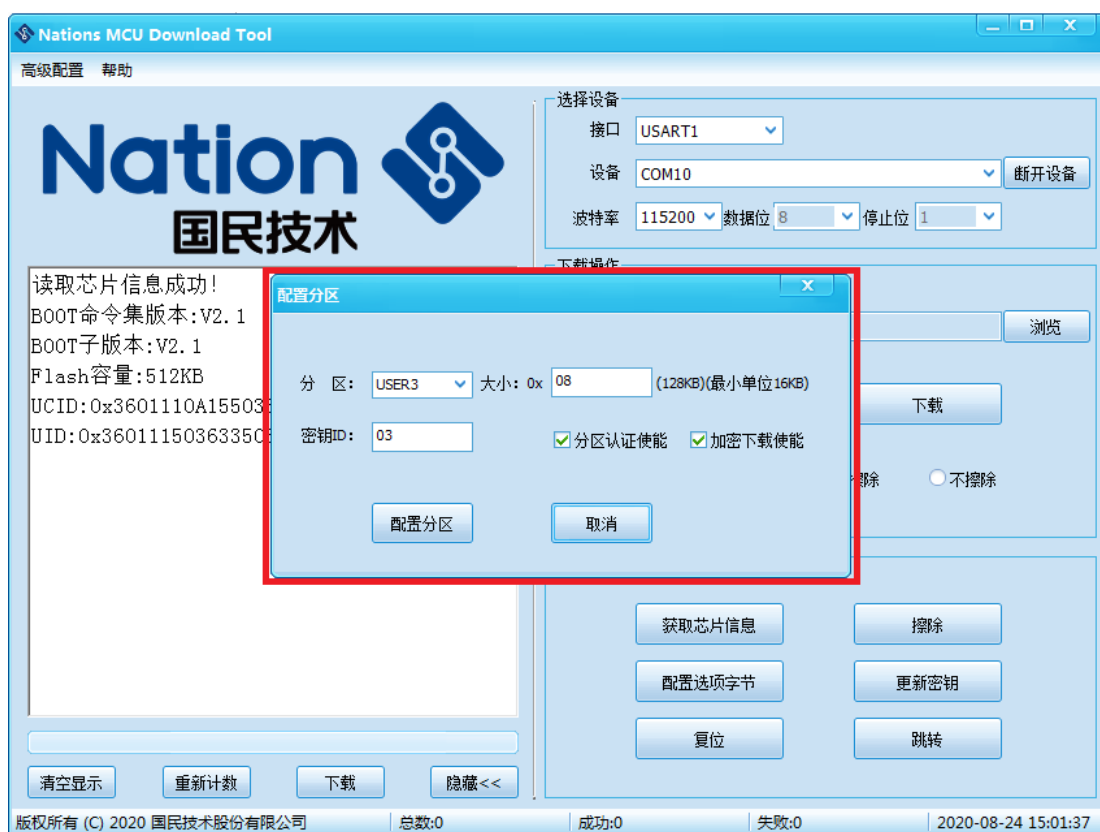 Nations MCU Download Tool
高级配置 帮助
Nation
国民技术
选择设备
接口 USART1
设备 COM10 断开设备
波特率 115200 数据位 8 停止位 1
读取芯片信息成功!
BOOT命令集版本:V2.1
BOOT子版本:V2.1
Flash容量:512KB
UCID:0x3601110A15503
UID:0x3601115036335C
下载操作
浏览
下载
擦除 不擦除
配置分区
分 区: USER3 大小: 0x 08 (128KB)(最小单位16KB)
密钥ID: 03 分区认证使能 加密下载使能
配置分区 取消
获取芯片信息 擦除
配置选项字节 更新密钥
复位 跳转
清空显示 重新计数 下载 隐藏<<
版权所有 (C) 2020 国民技术股份有限公司 总数:0 成功:0 失败:0 2020-08-24 15:01:37